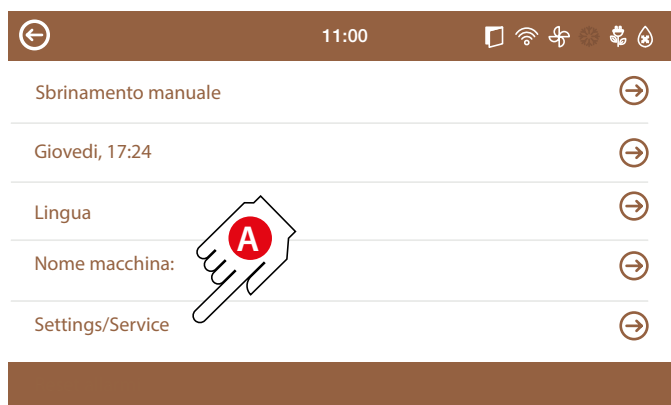 11:00
Sbrinamento manuale
Giovedi, 17:24
Lingua
A
Nome macchina:
Settings/Service